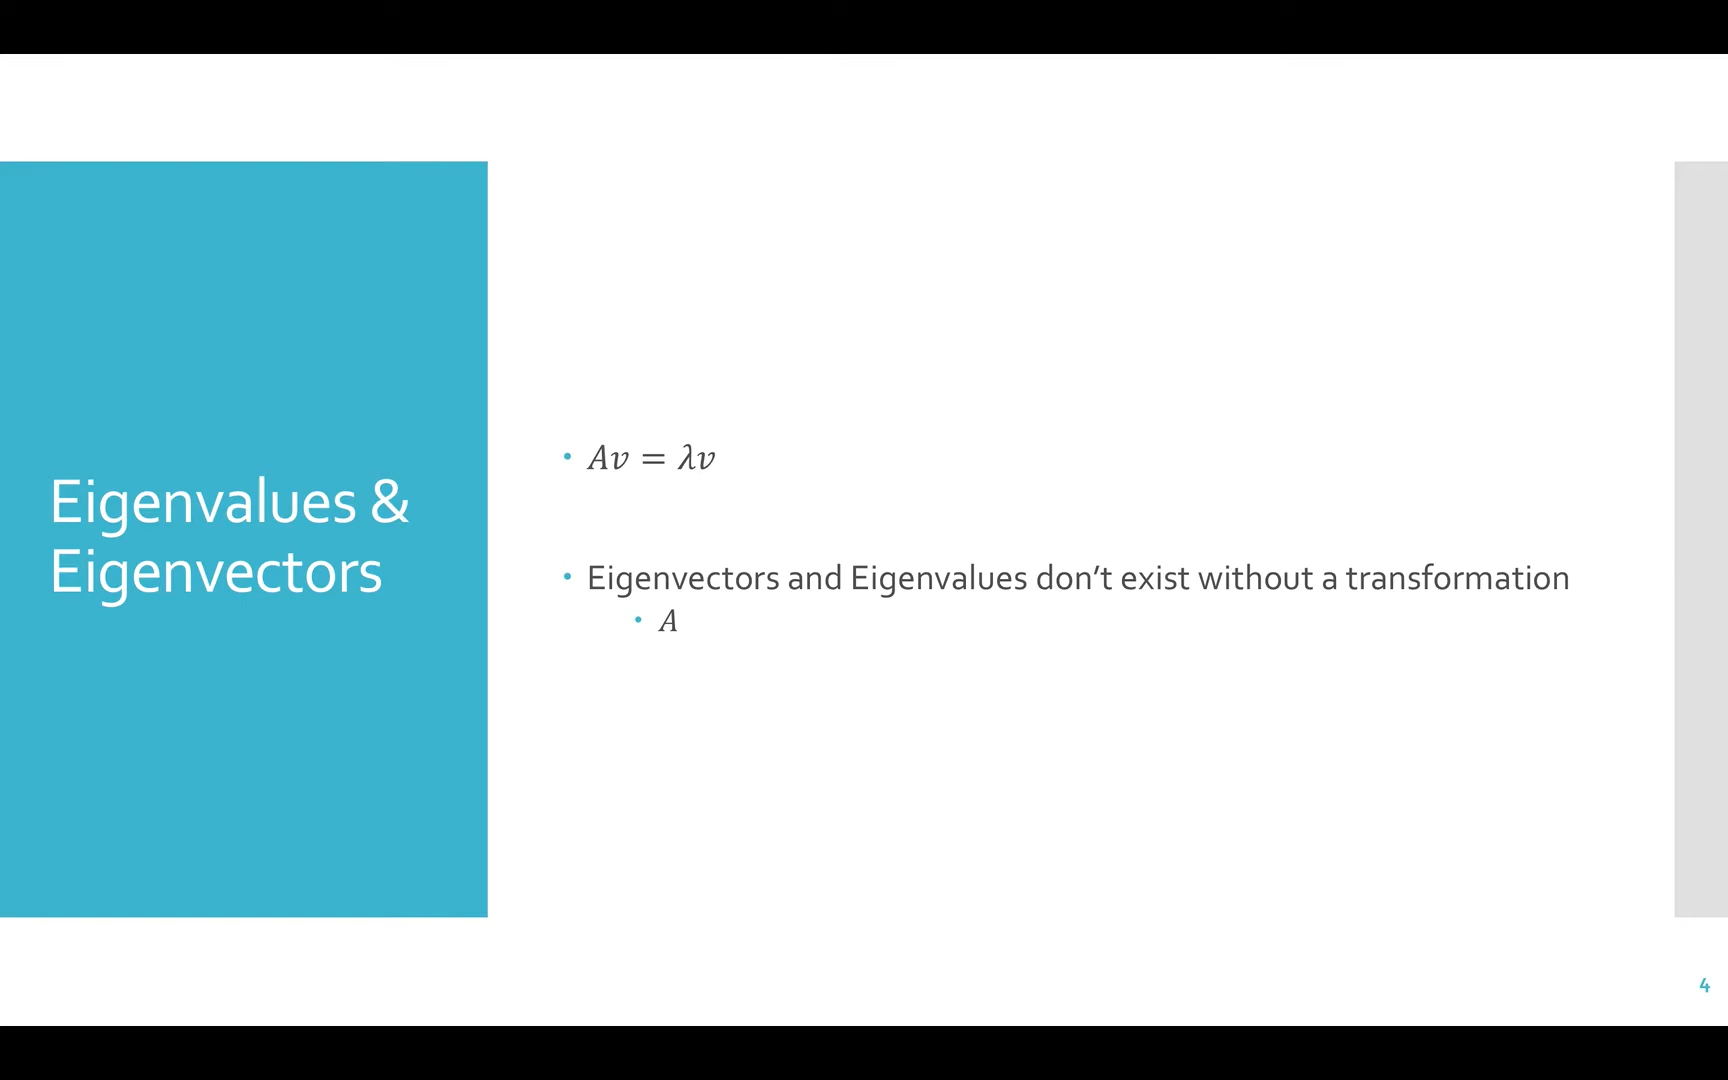 Eigenvalues &
Eigenvectors
• 𝐴𝑣 = 𝜆𝑣
• Eigenvectors and Eigenvalues don’t exist without a transformation
• 𝐴
4